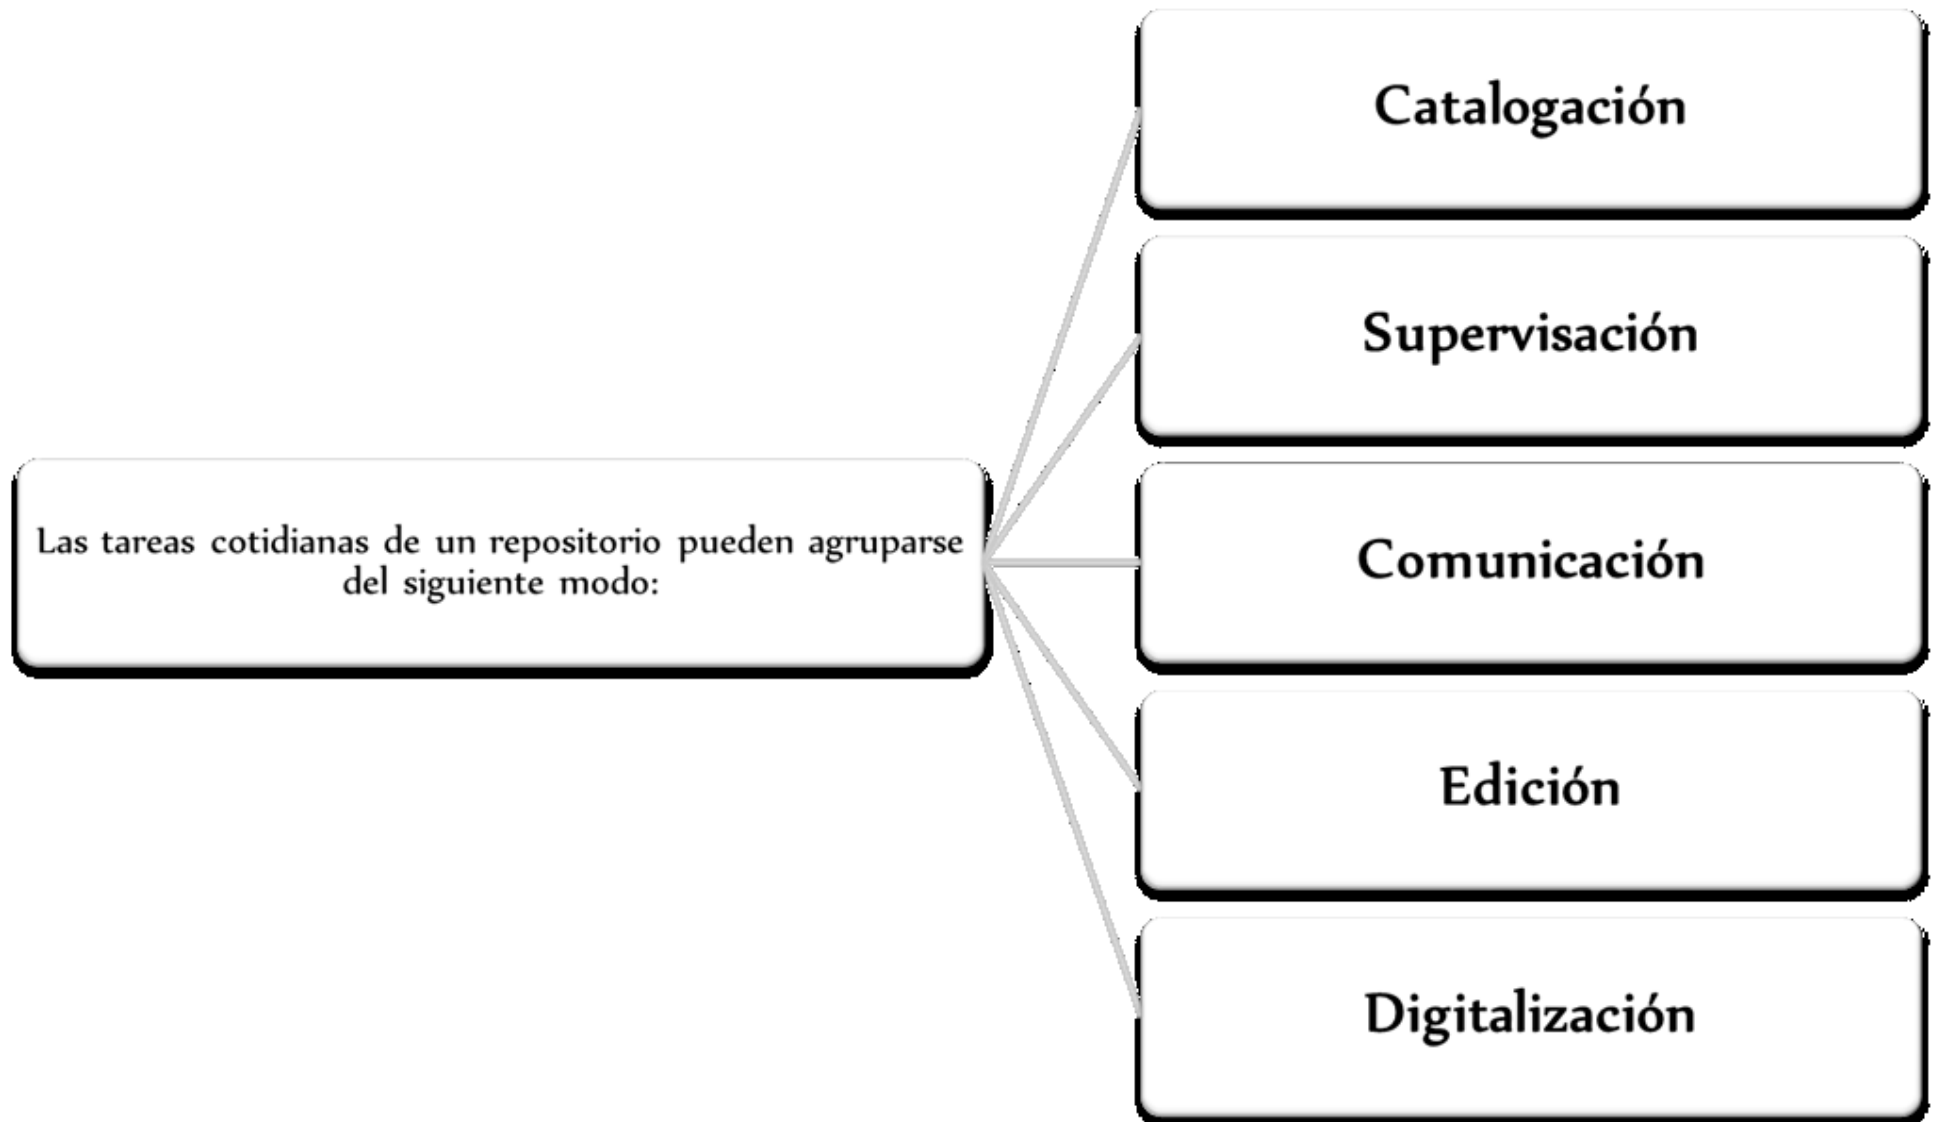 Las tareas cotidianas de un repositorio pueden agruparse
del siguiente modo:
Catalogación
Supervisación
Comunicación
Edición
Digitalización